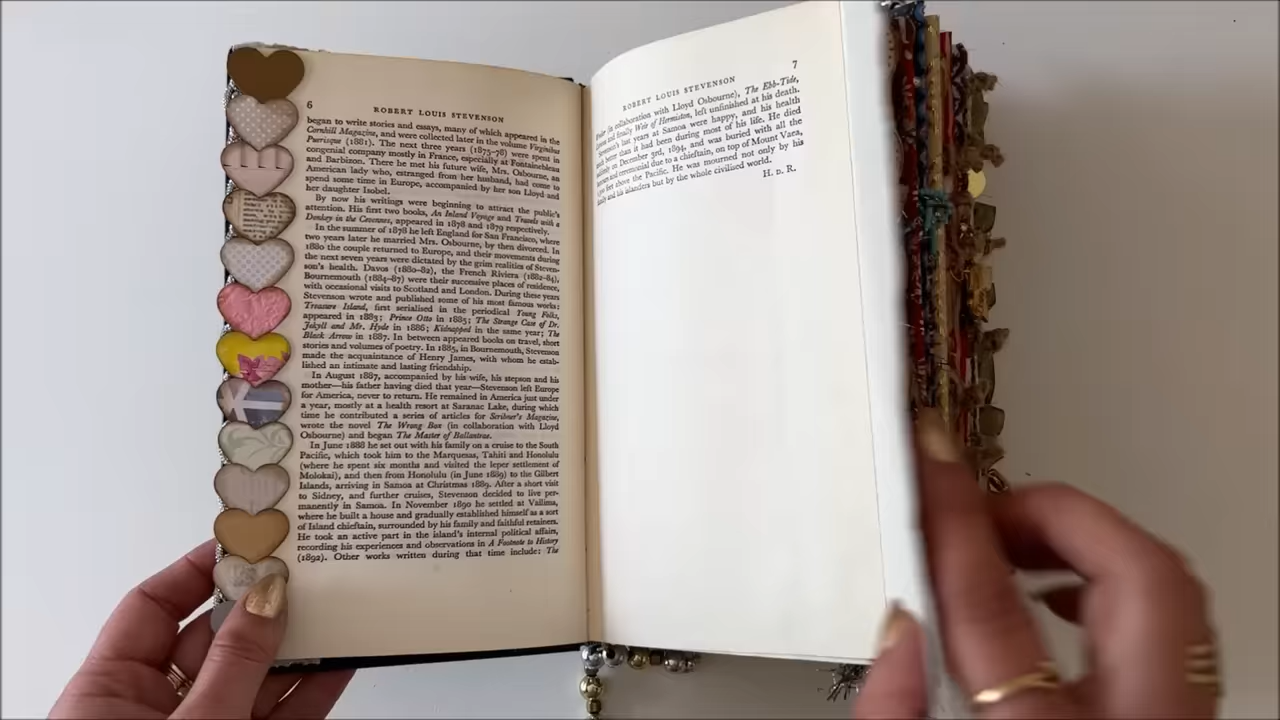 6
ROBERT LOUIS STEVENSON
began to write stories and essays, many of which appeared in the
Cornhill Magazine, and were collected later in the volume Virginibus
Puerisque (1881). The next three years (1875-78) were spent in
congenial company mostly in France, especially at Fontainebleau
and Barbizon. There he met his future wife, Mrs. Osbourne, an
American lady who, estranged from her husband, had come to
spend some time in Europe, accompanied by her son Lloyd and
her daughter Isobel.
By now his writings were beginning to attract the public's
attention. His first two books, An Inland Voyage and Travels with a
Donkey in the Cevennes, appeared in 1878 and 1879 respectively.
In the summer of 1878 he left England for San Francisco, where
two years later he married Mrs. Osbourne, by then divorced. In
1880 the couple returned to Europe, and their movements during
the next seven years were dictated by the grim realities of Steven-
son's health. Davos (1880-82), the French Riviera (1882-84),
Bournemouth (1884-87) were their successive places of residence,
with occasional visits to Scotland and London. During these years
Stevenson wrote and published some of his most famous works:
Treasure Island, first serialised in the periodical Young Folks,
appeared in 1883; Prince Otto in 1885; The Strange Case of Dr.
Jekyll and Mr. Hyde in 1886; Kidnapped in the same year; The
Black Arrow in 1887. In between appeared books on travel, short
stories and volumes of poetry. In 1885, in Bournemouth, Stevenson
made the acquaintance of Henry James, with whom he estab-
lished an intimate and lasting friendship.
In August 1887, accompanied by his wife, his stepson and his
mother—his father having died that year—Stevenson left Europe
for America, never to return. He remained in America just under
a year, mostly at a health resort at Saranac Lake, during which
time he contributed a series of articles for Scribner's Magazine,
wrote the novel The Wrong Box (in collaboration with Lloyd
Osbourne) and began The Master of Ballantrae.
In June 1888 he set out with his family on a cruise to the South
Pacific, which took him to the Marquesas, Tahiti and Honolulu
(where he spent six months and visited the leper settlement of
Molokai), and then from Honolulu (in June 1889) to the Gilbert
Islands, arriving in Samoa at Christmas 1889. After a short visit
to Sidney, and further cruises, Stevenson decided to live per-
manently in Samoa. In November 1890 he settled at Vailima,
where he built a house and gradually established himself as a sort
of Island chieftain, surrounded by his family and faithful retainers.
He took an active part in the island's internal political affairs,
recording his experiences and observations in A Footnote to History
(1892). Other works written during that time include: The
7
ROBERT LOUIS STEVENSON
(in collaboration with Lloyd Osbourne), The Ebb-Tide,
and finally Weir of Hermiston, left unfinished at his death.
Stevenson's last years at Samoa were happy, and his health
better than it had been during most of his life. He died
on December 3rd, 1894, and was buried with all the
and ceremonial due to a chieftain, on top of Mount Vaea,
feet above the Pacific. He was mourned not only by his
family and his islanders but by the whole civilised world.
H. D. R.